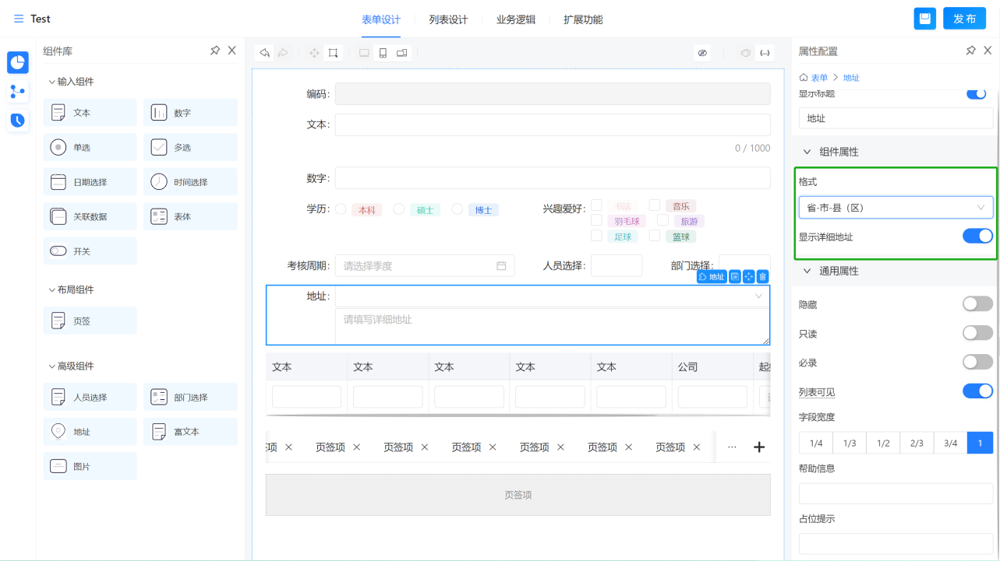 Test
表单设计
列表设计
业务逻辑
扩展功能
发布
组件库
输入组件
文本
数字
单选
多选
日期选择
时间选择
关联数据
表体
开关
布局组件
页签
高级组件
人员选择
部门选择
地址
富文本
图片
编码:
文本:
0 / 1000
数字:
学历: 本科 硕士 博士
兴趣爱好: 书法 音乐
羽毛球 旅游
足球 篮球
考核周期: 请选择季度
人员选择:
部门选择:
地址
地址:
请填写详细地址
文本 文本 文本 文本 文本 公司
项 页签项 页签项 页签项 页签项 页签项 页签项 ...
页签项
属性配置
表单 > 地址
显示标题
地址
组件属性
格式
省-市-县（区）
显示详细地址
通用属性
隐藏
只读
必录
列表可见
字段宽度
1/4 1/3 1/2 2/3 3/4 1
帮助信息
占位提示